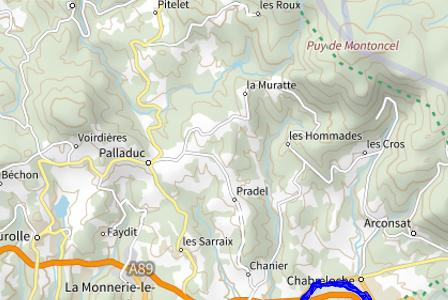 Pitelet
les Roux
Puy de Montoncel
la Muratte
Voirdières
les Hommades
les Cros
Palladuc
Béchon
Pradel
Arconsat
urolle
Faydit
les Sarraix
A89
Chanier
Chabreloche
La Monnerie-le-